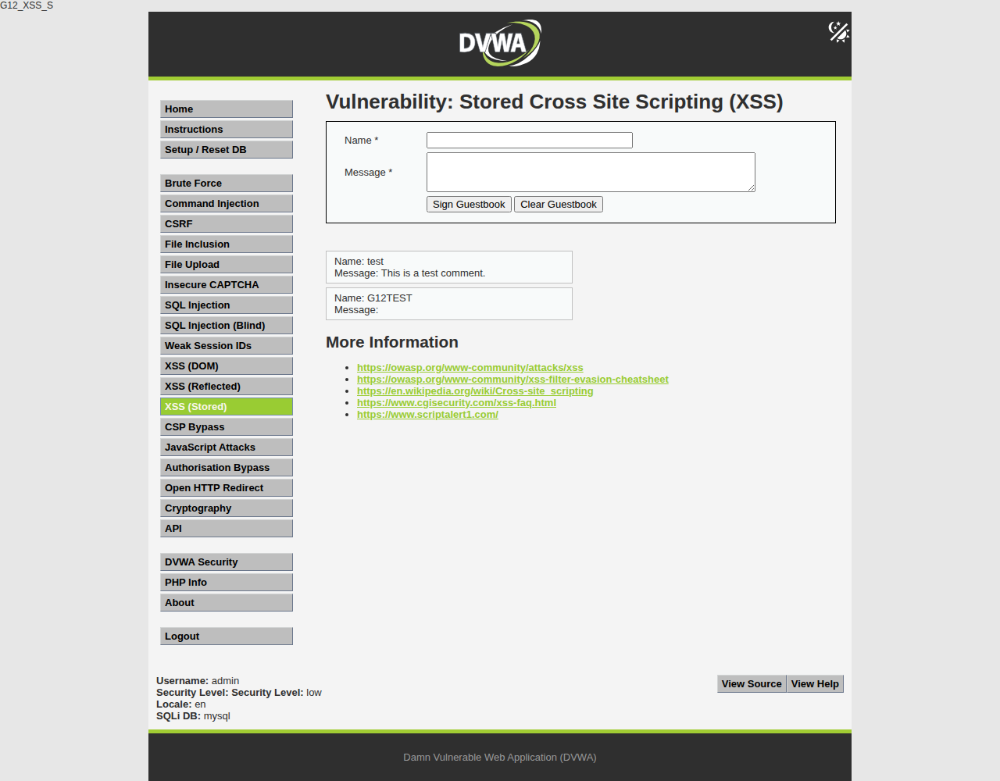 G12_XSS_S
DVWA
Home
Instructions
Setup / Reset DB
Brute Force
Command Injection
CSRF
File Inclusion
File Upload
Insecure CAPTCHA
SQL Injection
SQL Injection (Blind)
Weak Session IDs
XSS (DOM)
XSS (Reflected)
XSS (Stored)
CSP Bypass
JavaScript Attacks
Authorisation Bypass
Open HTTP Redirect
Cryptography
API
DVWA Security
PHP Info
About
Logout
Vulnerability: Stored Cross Site Scripting (XSS)
Name *
Message *
Sign Guestbook Clear Guestbook
Name: test
Message: This is a test comment.
Name: G12TEST
Message:
More Information
https://owasp.org/www-community/attacks/xss
https://owasp.org/www-community/xss-filter-evasion-cheatsheet
https://en.wikipedia.org/wiki/Cross-site_scripting
https://www.cgisecurity.com/xss-faq.html
https://www.scriptalert1.com/
Username: admin
Security Level: Security Level: low
Locale: en
SQLi DB: mysql
View Source View Help
Damn Vulnerable Web Application (DVWA)